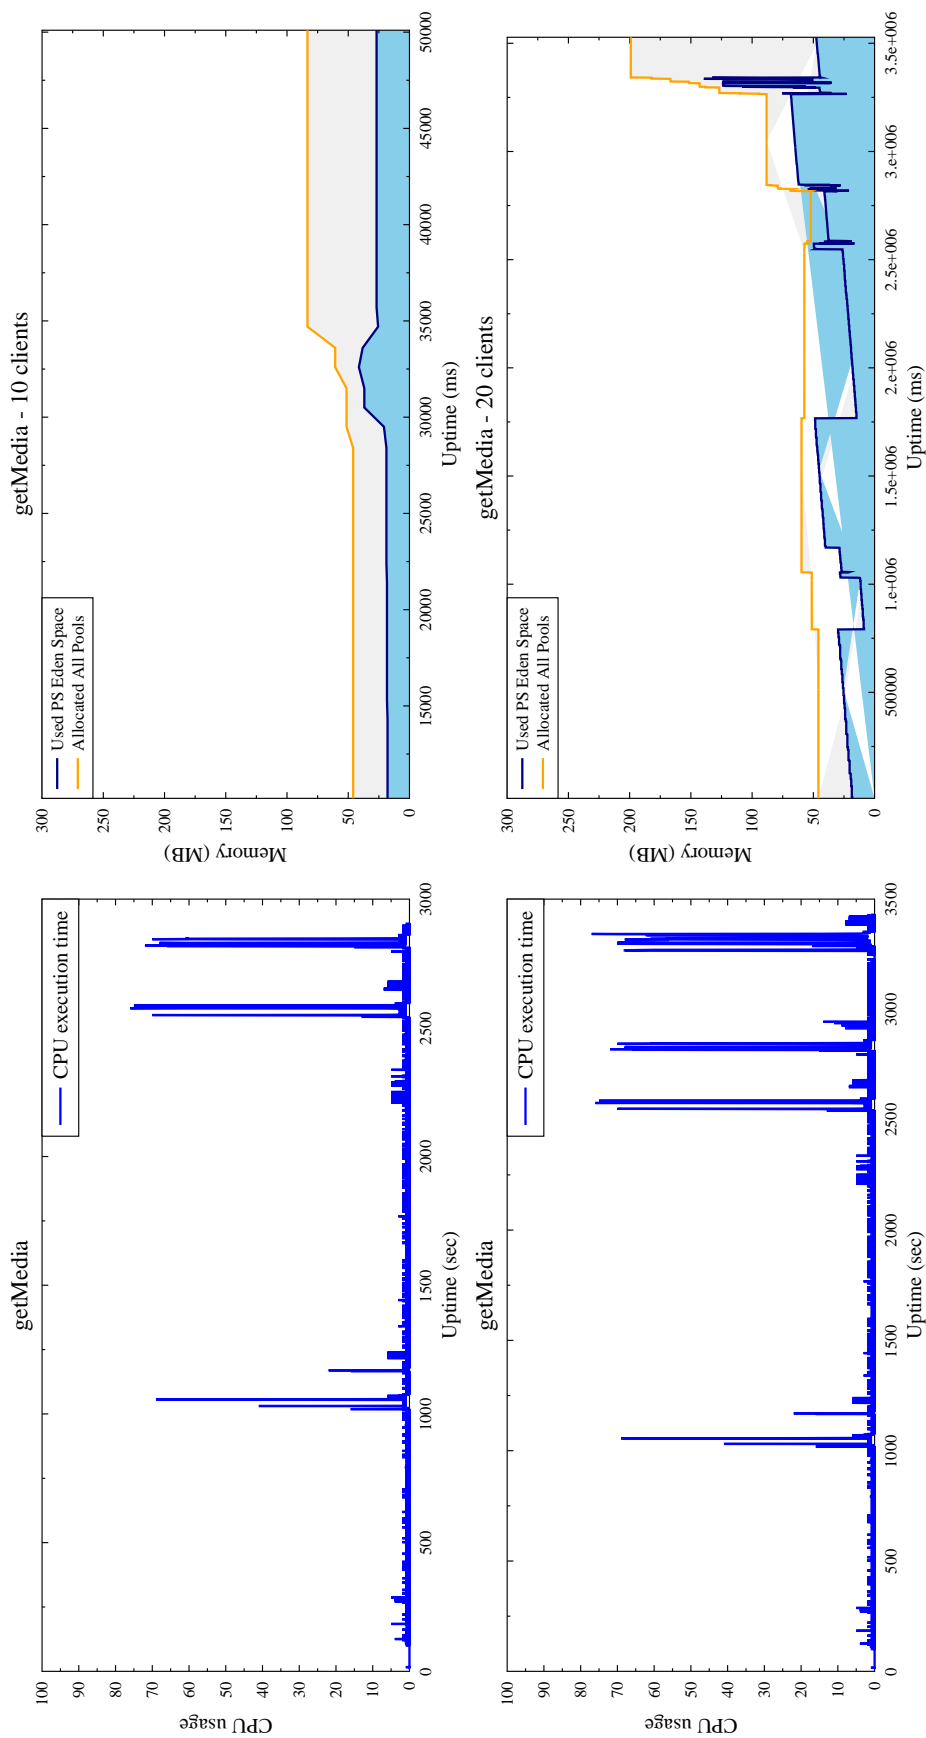 getMedia
CPU execution time
100
90
80
70
60
50
40
30
20
10
0
CPU usage
0 500 1000 1500 2000 2500 3000
Uptime (sec)
getMedia - 10 clients
Used PS Eden Space
Allocated All Pools
300
250
200
150
100
50
0
Memory (MB)
15000 20000 25000 30000 35000 40000 45000 50000
Uptime (ms)
getMedia
CPU execution time
100
90
80
70
60
50
40
30
20
10
0
CPU usage
0 500 1000 1500 2000 2500 3000 3500
Uptime (sec)
getMedia - 20 clients
Used PS Eden Space
Allocated All Pools
300
250
200
150
100
50
0
Memory (MB)
500000 1.e+006 1.5e+006 2.e+006 2.5e+006 3.e+006 3.5e+006
Uptime (ms)